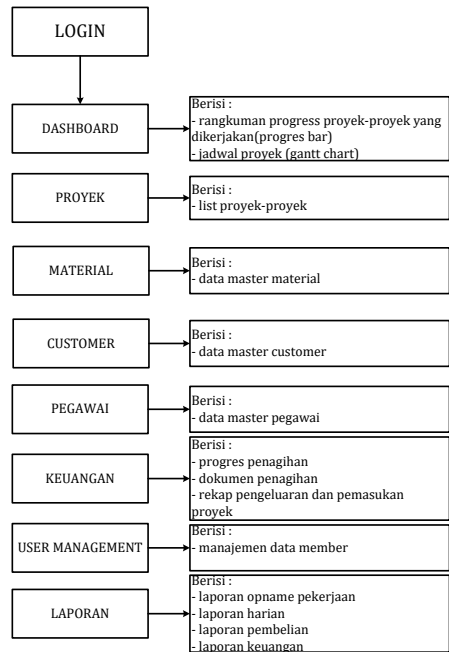 LOGIN
DASHBOARD
Berisi :
- rangkuman progress proyek-proyek yang
dikerjakan(progres bar)
- jadwal proyek (gantt chart)
PROYEK
Berisi :
- list proyek-proyek
MATERIAL
Berisi :
- data master material
CUSTOMER
Berisi :
- data master customer
PEGAWAI
Berisi :
- data master pegawai
KEUANGAN
Berisi :
- progres penagihan
- dokumen penagihan
- rekap pengeluaran dan pemasukan
proyek
USER MANAGEMENT
Berisi :
- manajemen data member
LAPORAN
Berisi :
- laporan opname pekerjaan
- laporan harian
- laporan pembelian
- laporan keuangan